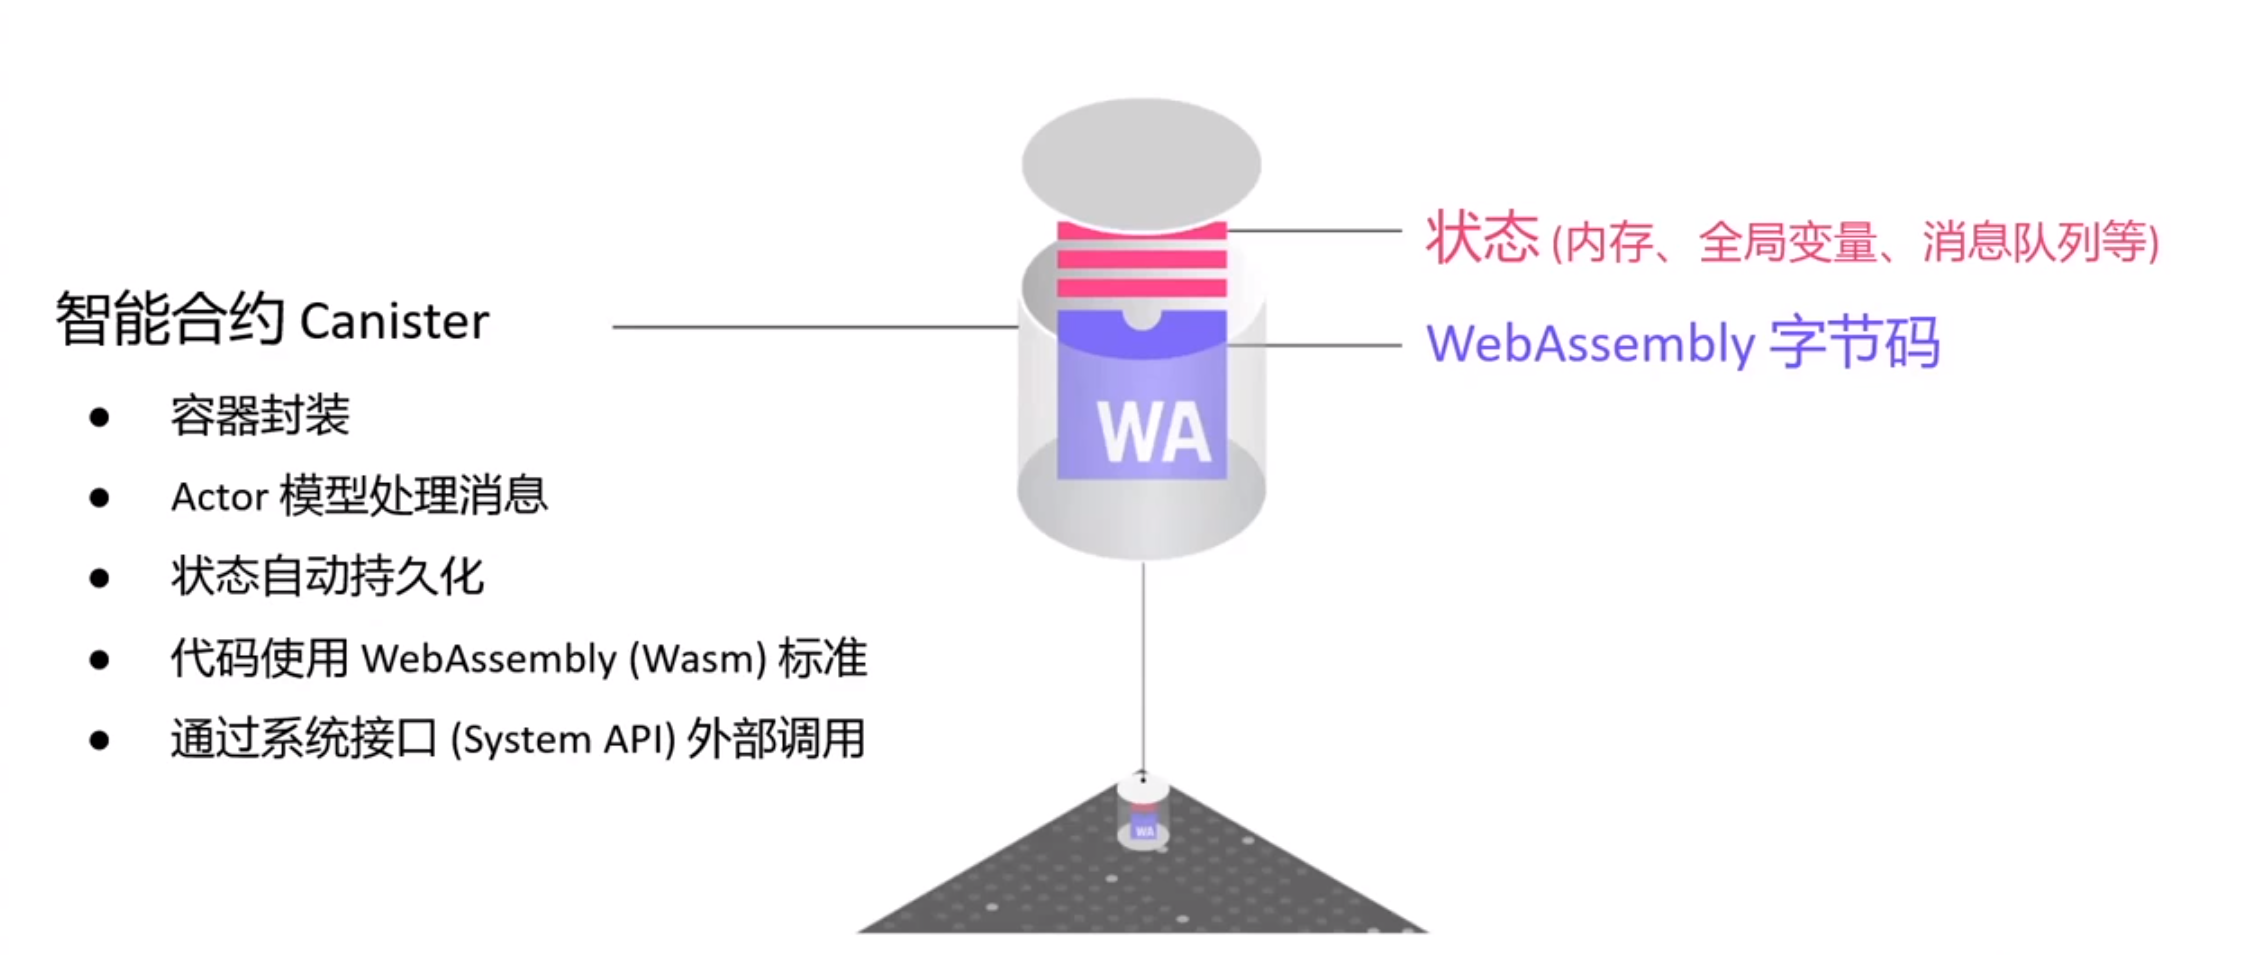 状态 (内存、全局变量、消息队列等)
WebAssembly 字节码
智能合约 Canister
● 容器封装
● Actor 模型处理消息
● 状态自动持久化
● 代码使用 WebAssembly (Wasm) 标准
● 通过系统接口 (System API) 外部调用
WA
WA